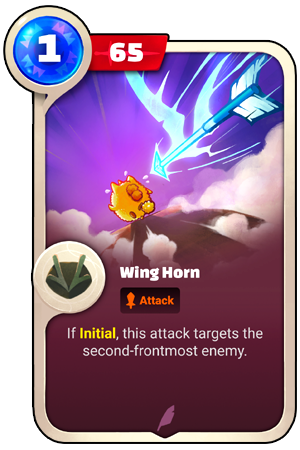 1
65
Wing Horn
Attack
If Initial, this attack targets the
second-frontmost enemy.